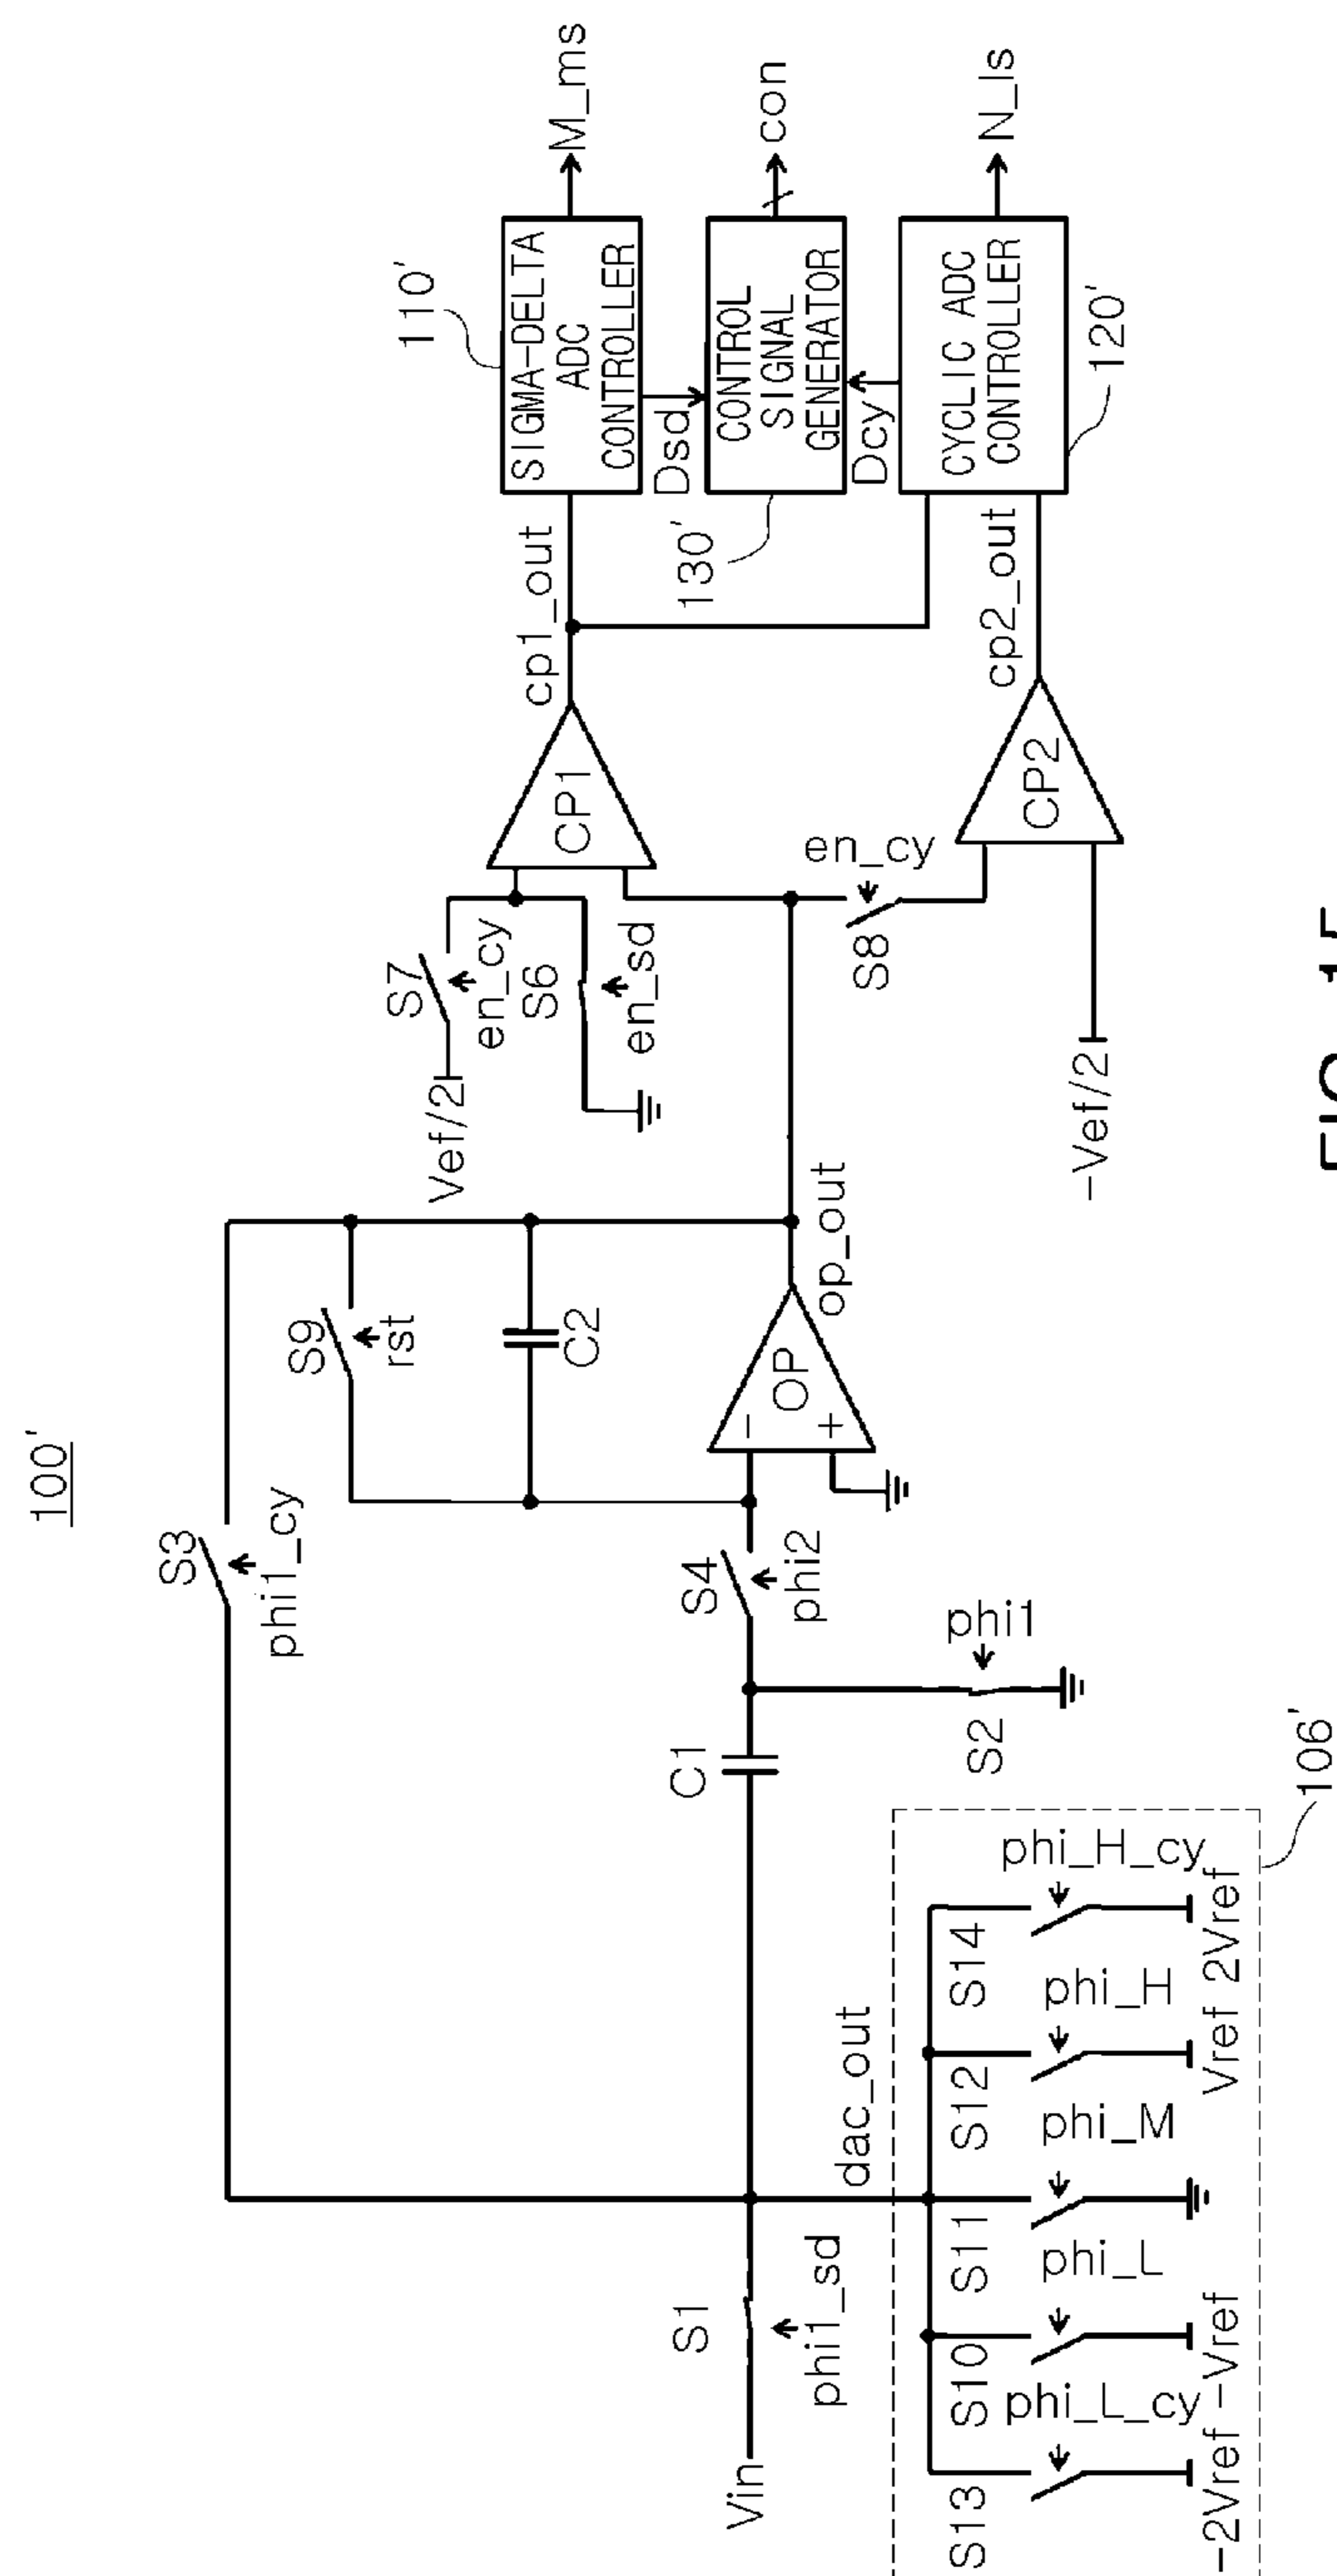 100'
S3
phi1_cy
S9
rst
C2
S4
phi2
OP
-
+
op_out
C1
S2
phi1
Vin
S1
phi1_sd
dac_out
S13
phi_L_cy
-2Vref
S10
phi_L
-Vref
S11
phi_M
S12
phi_H
Vref
S14
phi_H_cy
2Vref
106'
Vef/2
S7
en_cy
S6
en_sd
CP1
cp1_out
S8
en_cy
-Vef/2
CP2
cp2_out
110'
SIGMA-DELTA
ADC
CONTROLLER
M_ms
Dsd
130'
CONTROL
SIGNAL
GENERATOR
con
Dcy
CYCLIC ADC
CONTROLLER
120'
N_ls